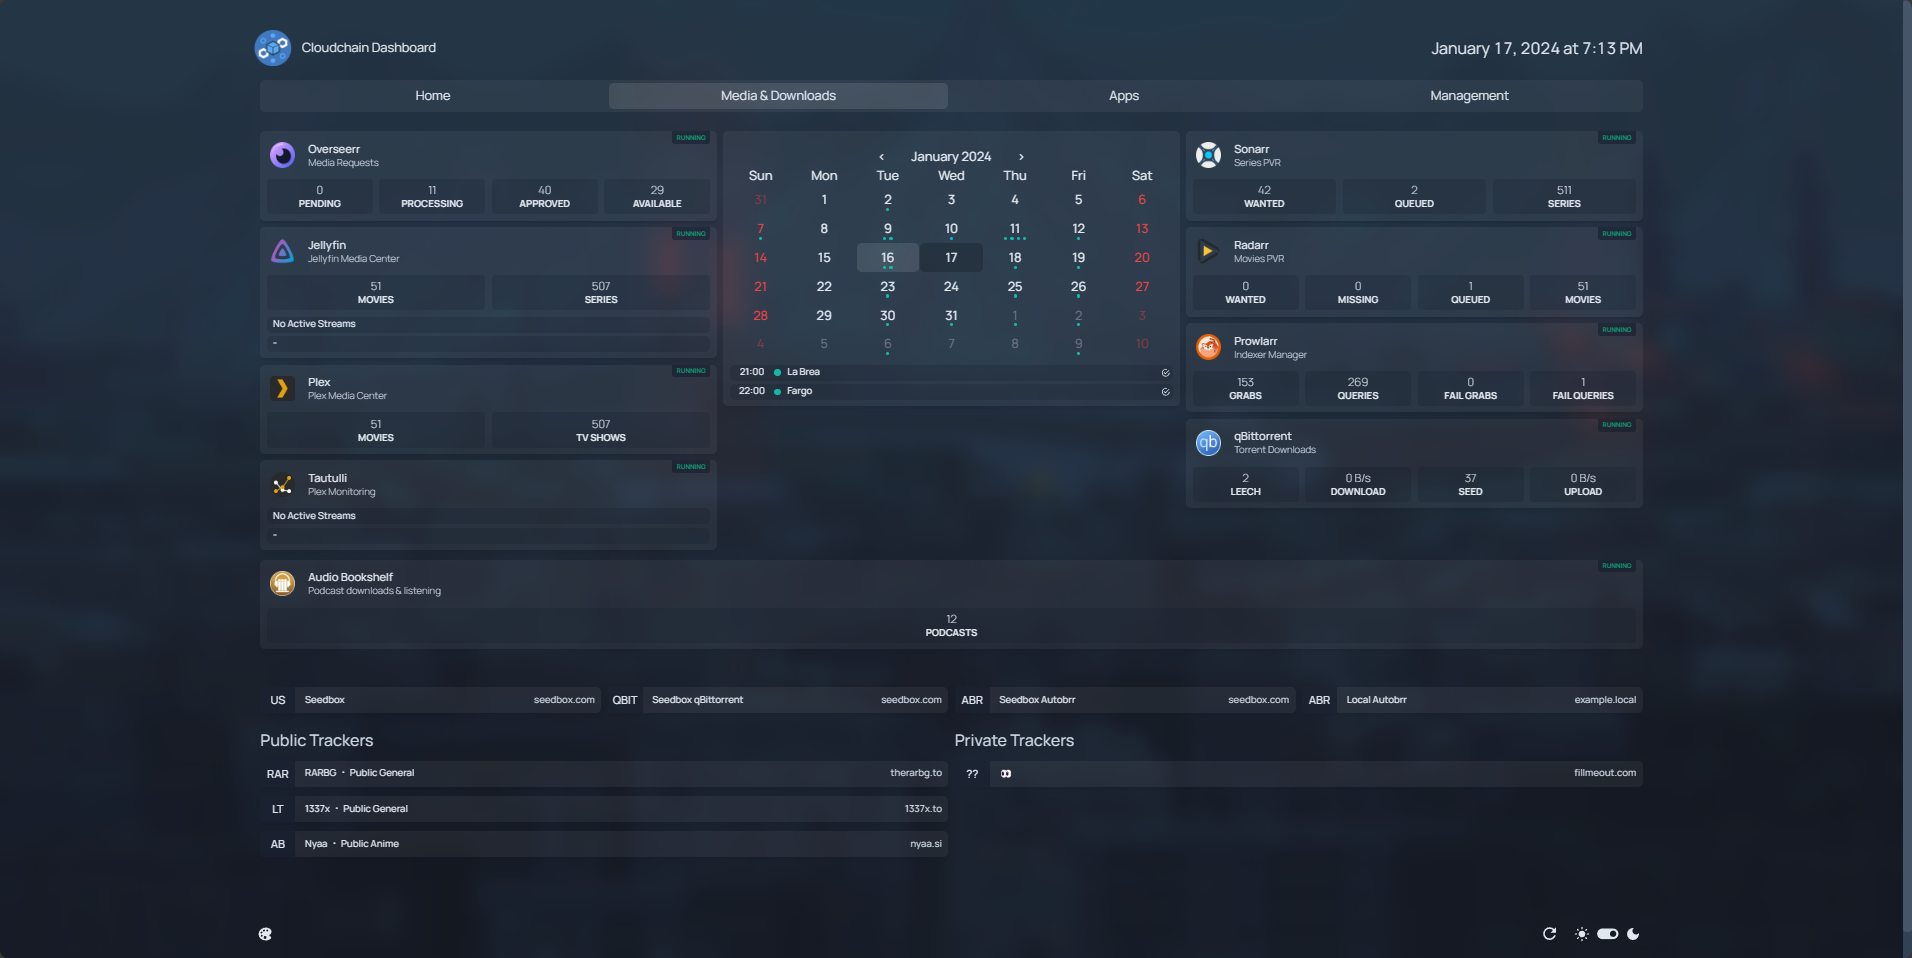 Cloudchain Dashboard
January 17, 2024 at 7:13 PM
Home Media & Downloads Apps Management
RUNNING
Overseerr
Media Requests
0 11 40 29
PENDING PROCESSING APPROVED AVAILABLE
RUNNING
Jellyfin
Jellyfin Media Center
51 507
MOVIES SERIES
No Active Streams
-
RUNNING
Plex
Plex Media Center
51 507
MOVIES TV SHOWS
RUNNING
Tautulli
Plex Monitoring
No Active Streams
-
‹ January 2024 ›
Sun Mon Tue Wed Thu Fri Sat
31 1 2 3 4 5 6
7 8 9 10 11 12 13
14 15 16 17 18 19 20
21 22 23 24 25 26 27
28 29 30 31 1 2 3
4 5 6 7 8 9 10
21:00 La Brea
22:00 Fargo
RUNNING
Sonarr
Series PVR
42 2 511
WANTED QUEUED SERIES
RUNNING
Radarr
Movies PVR
0 0 1 51
WANTED MISSING QUEUED MOVIES
RUNNING
Prowlarr
Indexer Manager
153 269 0 1
GRABS QUERIES FAIL GRABS FAIL QUERIES
RUNNING
qb
qBittorrent
Torrent Downloads
2 0 B/s 37 0 B/s
LEECH DOWNLOAD SEED UPLOAD
RUNNING
Audio Bookshelf
Podcast downloads & listening
12
PODCASTS
US Seedbox seedbox.com
QBIT Seedbox qBittorrent seedbox.com
ABR Seedbox Autobrr seedbox.com
ABR Local Autobrr example.local
Public Trackers
RAR RARBG · Public General therarbg.to
LT 1337x · Public General 1337x.to
AB Nyaa · Public Anime nyaa.si
Private Trackers
?? 👀 fillmeout.com